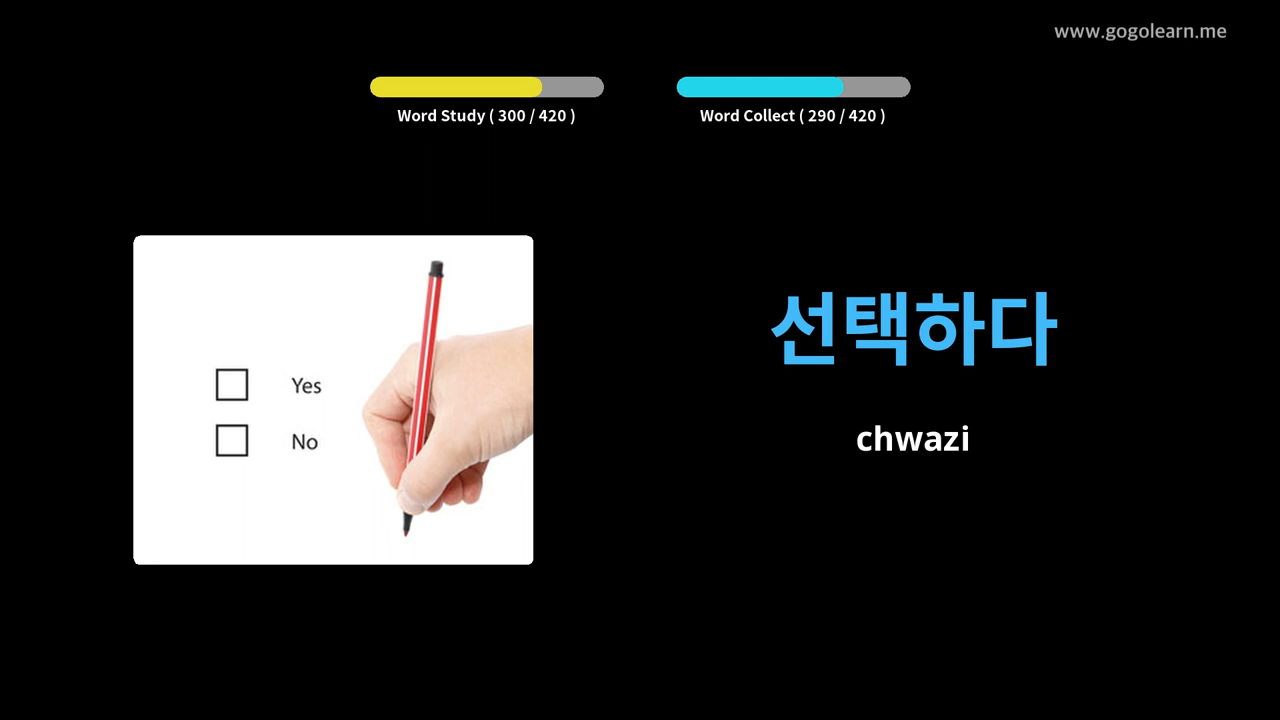 www.gogolearn.me
Word Study ( 300 / 420 )
Word Collect ( 290 / 420 )
Yes
No
선택하다
chwazi